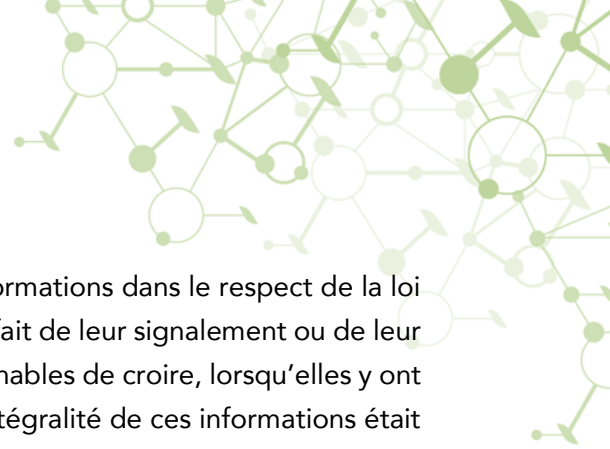 ormations dans le respect de la loi
ait de leur signalement ou de leur
nables de croire, lorsqu'elles y ont
tégralité de ces informations était